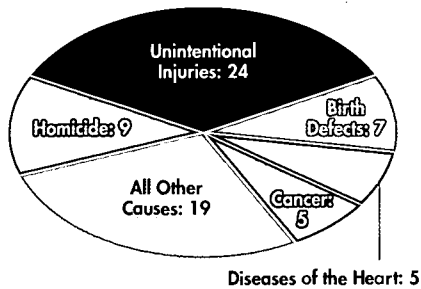 Unintentional
Injuries: 24
Birth
Defects: 7
Homicide: 9
All Other
Causes: 19
Cancer:
5
Diseases of the Heart: 5